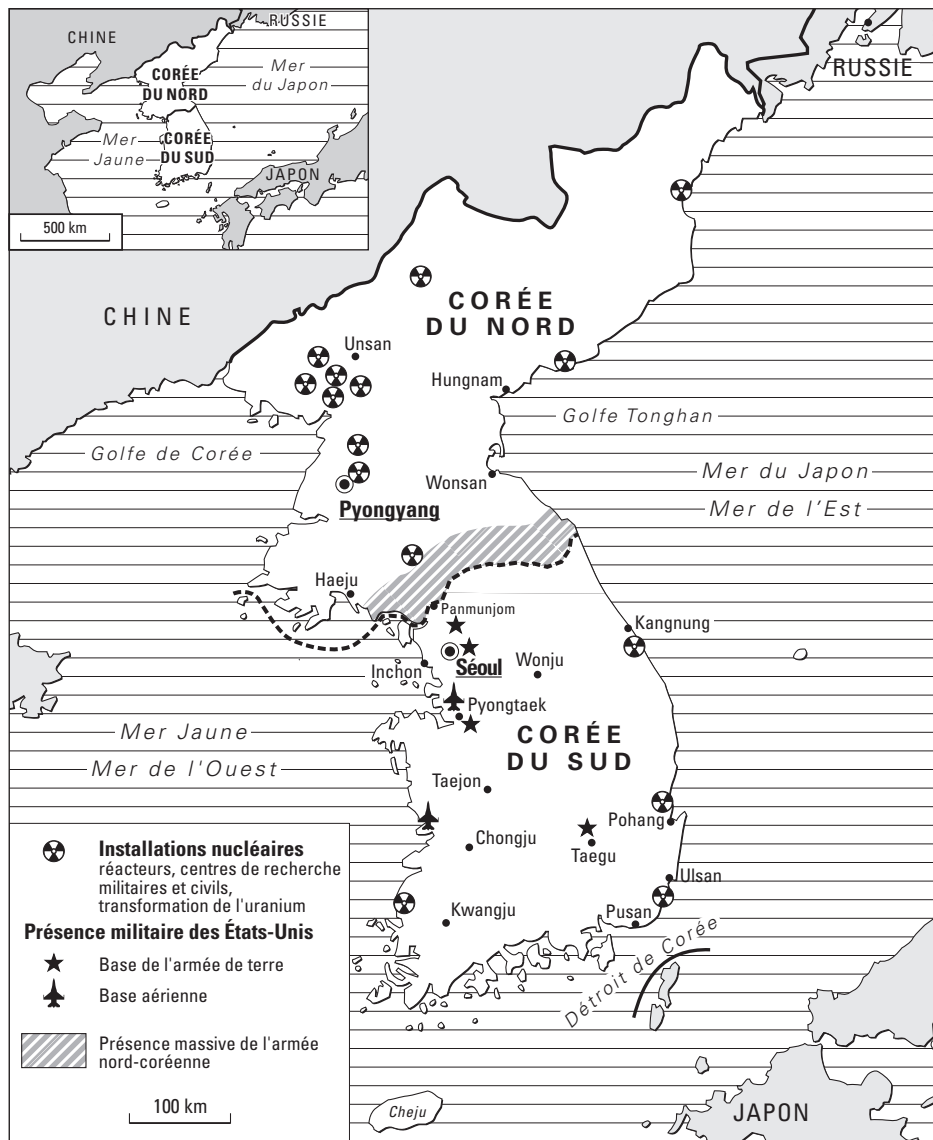 RUSSIE
CHINE
Mer
du Japon
CORÉE
DU NORD
Mer
Jaune
CORÉE
DU SUD
JAPON
500 km
RUSSIE
CHINE
CORÉE
DU NORD
Unsan
Hungnam
Golfe Tonghan
Golfe de Corée
Wonsan
Mer du Japon
Mer de l'Est
Pyongyang
Haeju
Panmunjom
Kangnung
Séoul
Inchon
Wonju
Pyongtaek
Mer Jaune
Mer de l'Ouest
CORÉE
DU SUD
Taejon
Pohang
Chongju
Taegu
Ulsan
Kwangju
Pusan
Détroit de Corée
Installations nucléaires
réacteurs, centres de recherche
militaires et civils,
transformation de l'uranium
Présence militaire des États-Unis
Base de l'armée de terre
Base aérienne
Présence massive de l'armée
nord-coréenne
100 km
Cheju
JAPON